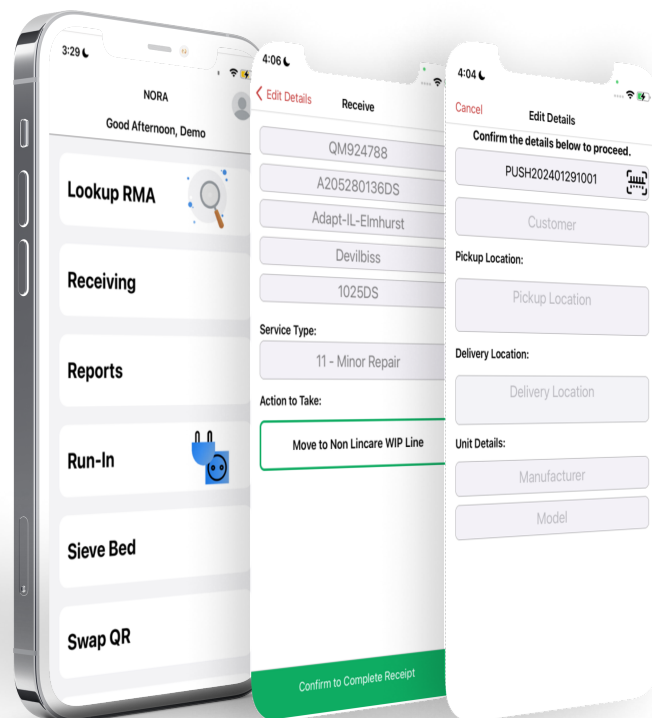 3:29
NORA
Good Afternoon, Demo
Lookup RMA
Receiving
Reports
Run-In
Sieve Bed
Swap QR
4:06
Edit Details
Receive
QM924788
A205280136DS
Adapt-IL-Elmhurst
Devilbiss
1025DS
Service Type:
11 - Minor Repair
Action to Take:
Move to Non Lincare WIP Line
Confirm to Complete Receipt
4:04
Cancel
Edit Details
Confirm the details below to proceed.
PUSH202401291001
Customer
Pickup Location:
Pickup Location
Delivery Location:
Delivery Location
Unit Details:
Manufacturer
Model